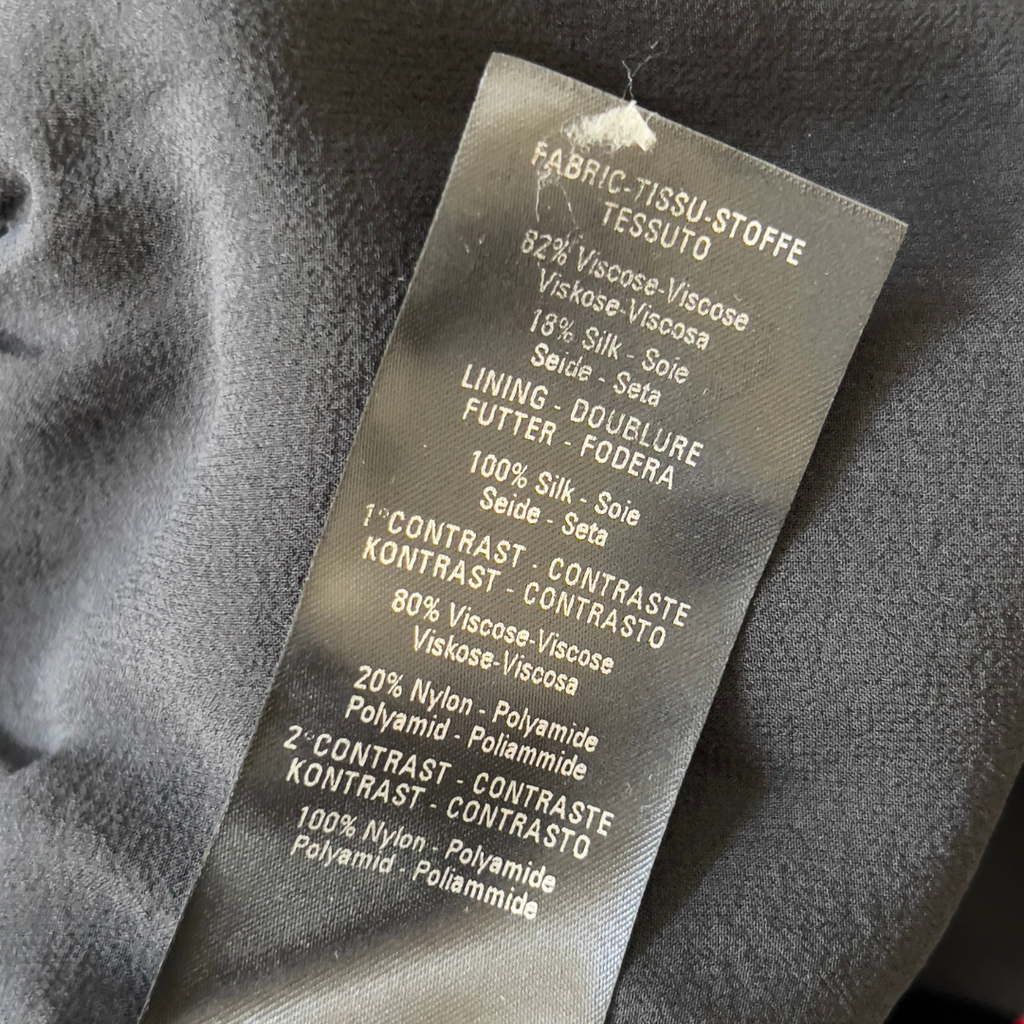 FABRIC-TISSU-STOFFE
TESSUTO
82% Viscose-Viscose
Viskose-Viscosa
18% Silk - Soie
Seide - Seta
LINING - DOUBLURE
FUTTER - FODERA
100% Silk - Soie
Seide - Seta
1°CONTRAST - CONTRASTE
KONTRAST - CONTRASTO
80% Viscose-Viscose
Viskose-Viscosa
20% Nylon - Polyamide
Polyamid - Poliammide
2°CONTRAST - CONTRASTE
KONTRAST - CONTRASTO
100% Nylon - Polyamide
Polyamid - Poliammide